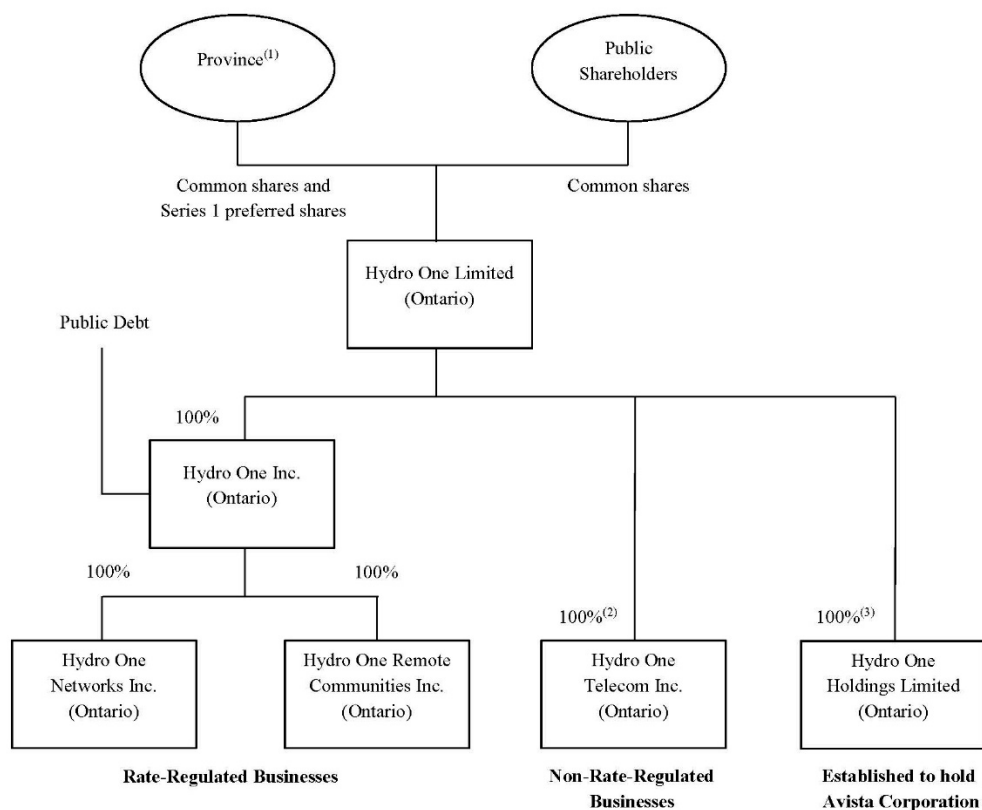 Province(1)
Public
Shareholders
Common shares and
Series 1 preferred shares
Common shares
Hydro One Limited
(Ontario)
Public Debt
100%
Hydro One Inc.
(Ontario)
100%
100%
100%(2)
100%(3)
Hydro One
Networks Inc.
(Ontario)
Hydro One Remote
Communities Inc.
(Ontario)
Hydro One
Telecom Inc.
(Ontario)
Hydro One
Holdings Limited
(Ontario)
Rate-Regulated Businesses
Non-Rate-Regulated
Businesses
Established to hold
Avista Corporation